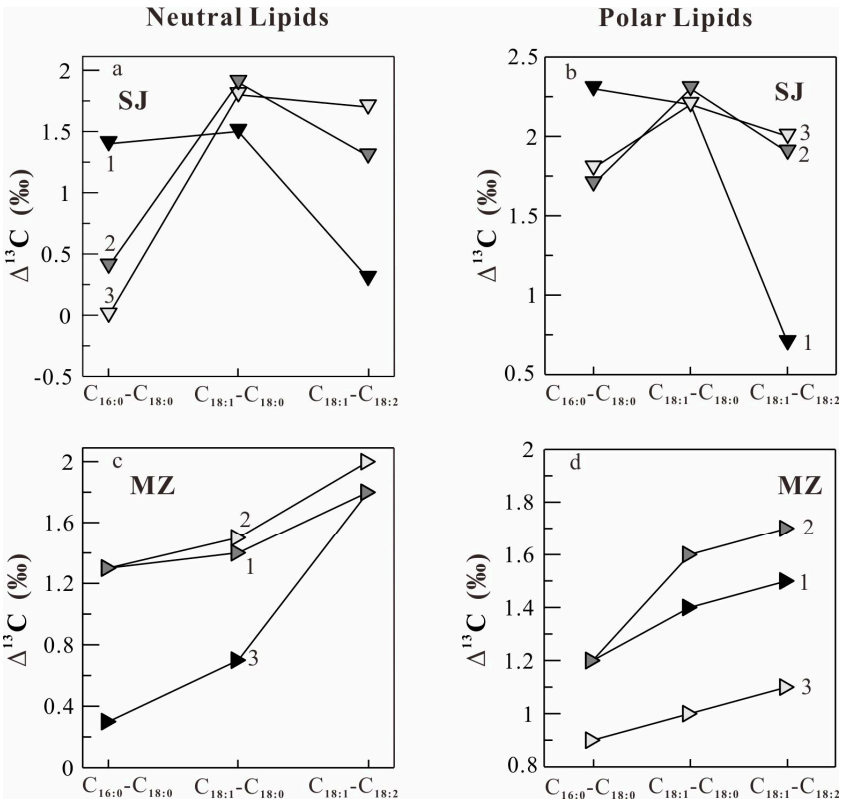 Neutral Lipids
Polar Lipids
a
SJ
2
1.5
1
0.5
0
-0.5
Δ¹³C (‰)
1
2
3
C₁₆:₀-C₁₈:₀ C₁₈:₁-C₁₈:₀ C₁₈:₁-C₁₈:₂
b
SJ
2.5
2
1.5
1
0.5
Δ¹³C (‰)
3
2
1
C₁₆:₀-C₁₈:₀ C₁₈:₁-C₁₈:₀ C₁₈:₁-C₁₈:₂
c
MZ
2
1.6
1.2
0.8
0.4
0
Δ¹³C (‰)
2
1
3
C₁₆:₀-C₁₈:₀ C₁₈:₁-C₁₈:₀ C₁₈:₁-C₁₈:₂
d
MZ
2
1.8
1.6
1.4
1.2
1
0.8
Δ¹³C (‰)
2
1
3
C₁₆:₀-C₁₈:₀ C₁₈:₁-C₁₈:₀ C₁₈:₁-C₁₈:₂